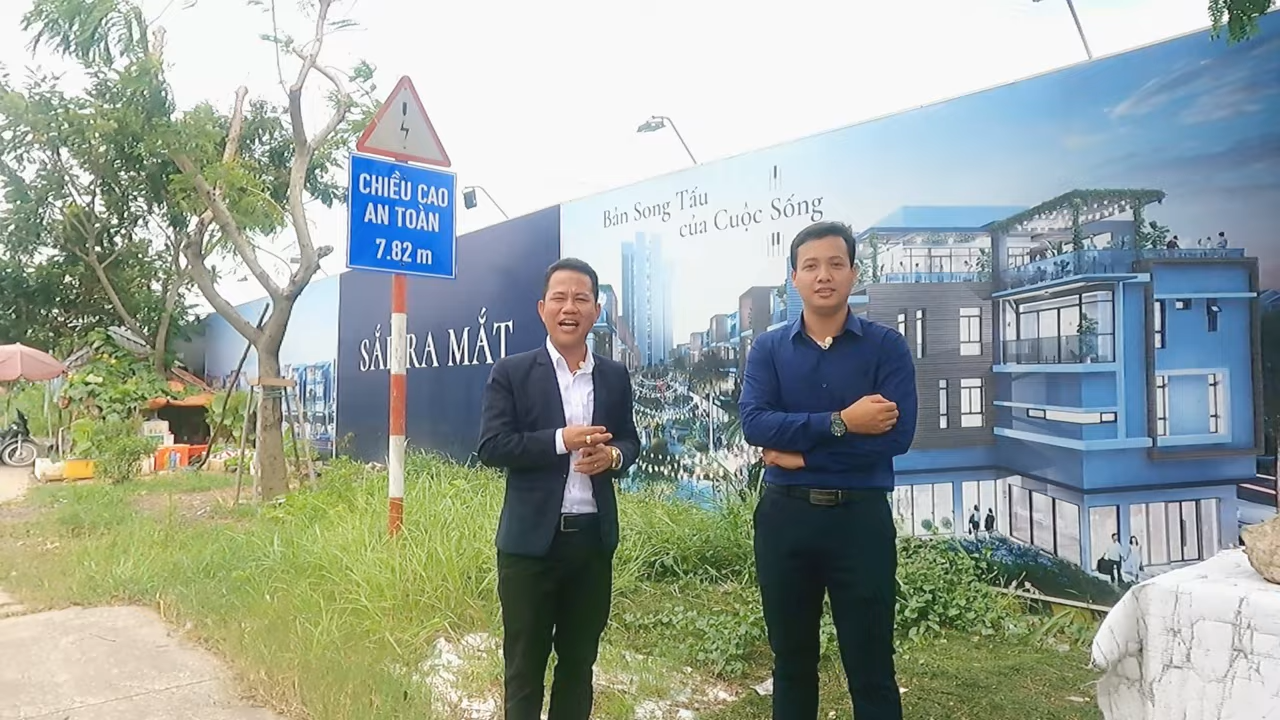 CHIỀU CAO
AN TOÀN
7.82 m
SẮP RA MẮT
Bản Song Tấu
của Cuộc Sống